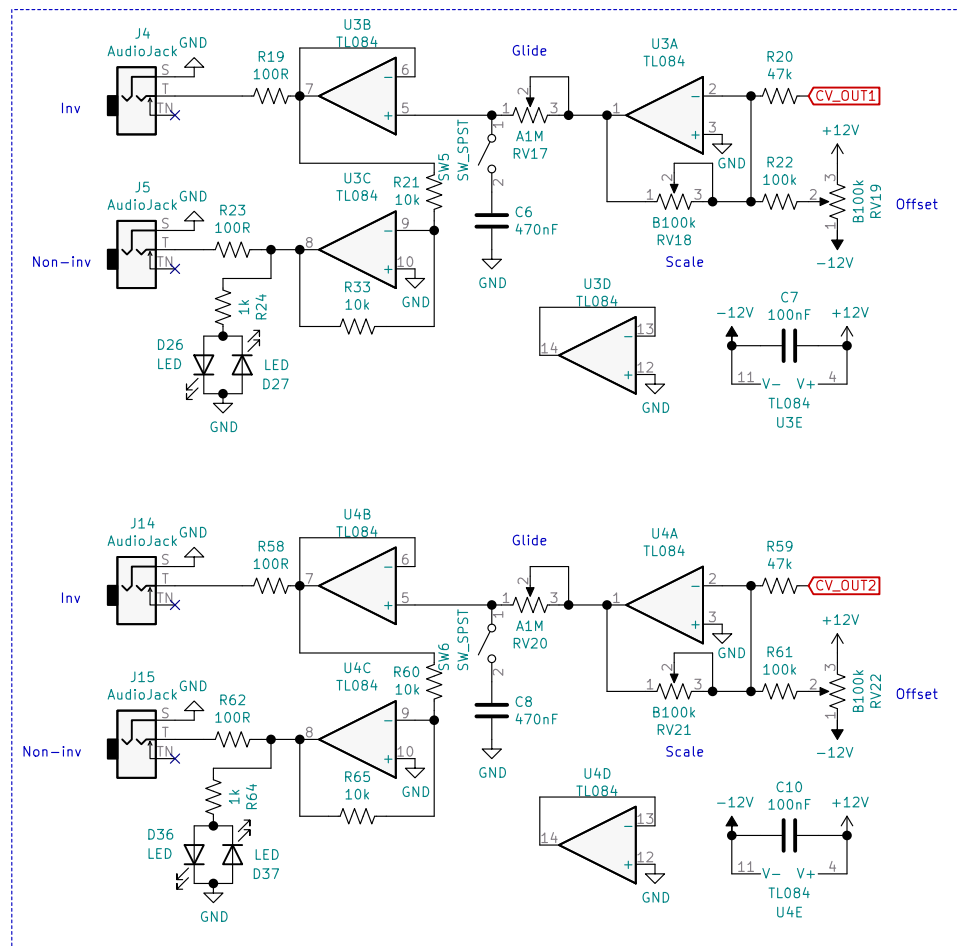 J4
AudioJack
GND
S
T
TN
Inv
R19
100R
U3B
TL084
7
6
5
Glide
1
2
3
A1M
RV17
U3A
TL084
1
2
3
GND
R20
47k
CV_OUT1
+12V
R22
100k
1
2
3
B100k
RV19
Offset
-12V
1
2
3
B100k
RV18
Scale
SW5
SW_SPST
1
2
C6
470nF
GND
J5
AudioJack
GND
S
T
TN
Non-inv
R23
100R
U3C
TL084
8
9
10
GND
R21
10k
R33
10k
1k
R24
D26
LED
LED
D27
GND
U3D
TL084
14
13
12
GND
C7
100nF
-12V
+12V
11
V-
V+
4
TL084
U3E
J14
AudioJack
GND
S
T
TN
Inv
R58
100R
U4B
TL084
7
6
5
Glide
1
2
3
A1M
RV20
U4A
TL084
1
2
3
GND
R59
47k
CV_OUT2
+12V
R61
100k
1
2
3
B100k
RV22
Offset
-12V
1
2
3
B100k
RV21
Scale
SW6
SW_SPST
1
2
C8
470nF
GND
J15
AudioJack
GND
S
T
TN
Non-inv
R62
100R
U4C
TL084
8
9
10
GND
R60
10k
R65
10k
1k
R64
D36
LED
LED
D37
GND
U4D
TL084
14
13
12
GND
C10
100nF
-12V
+12V
11
V-
V+
4
TL084
U4E